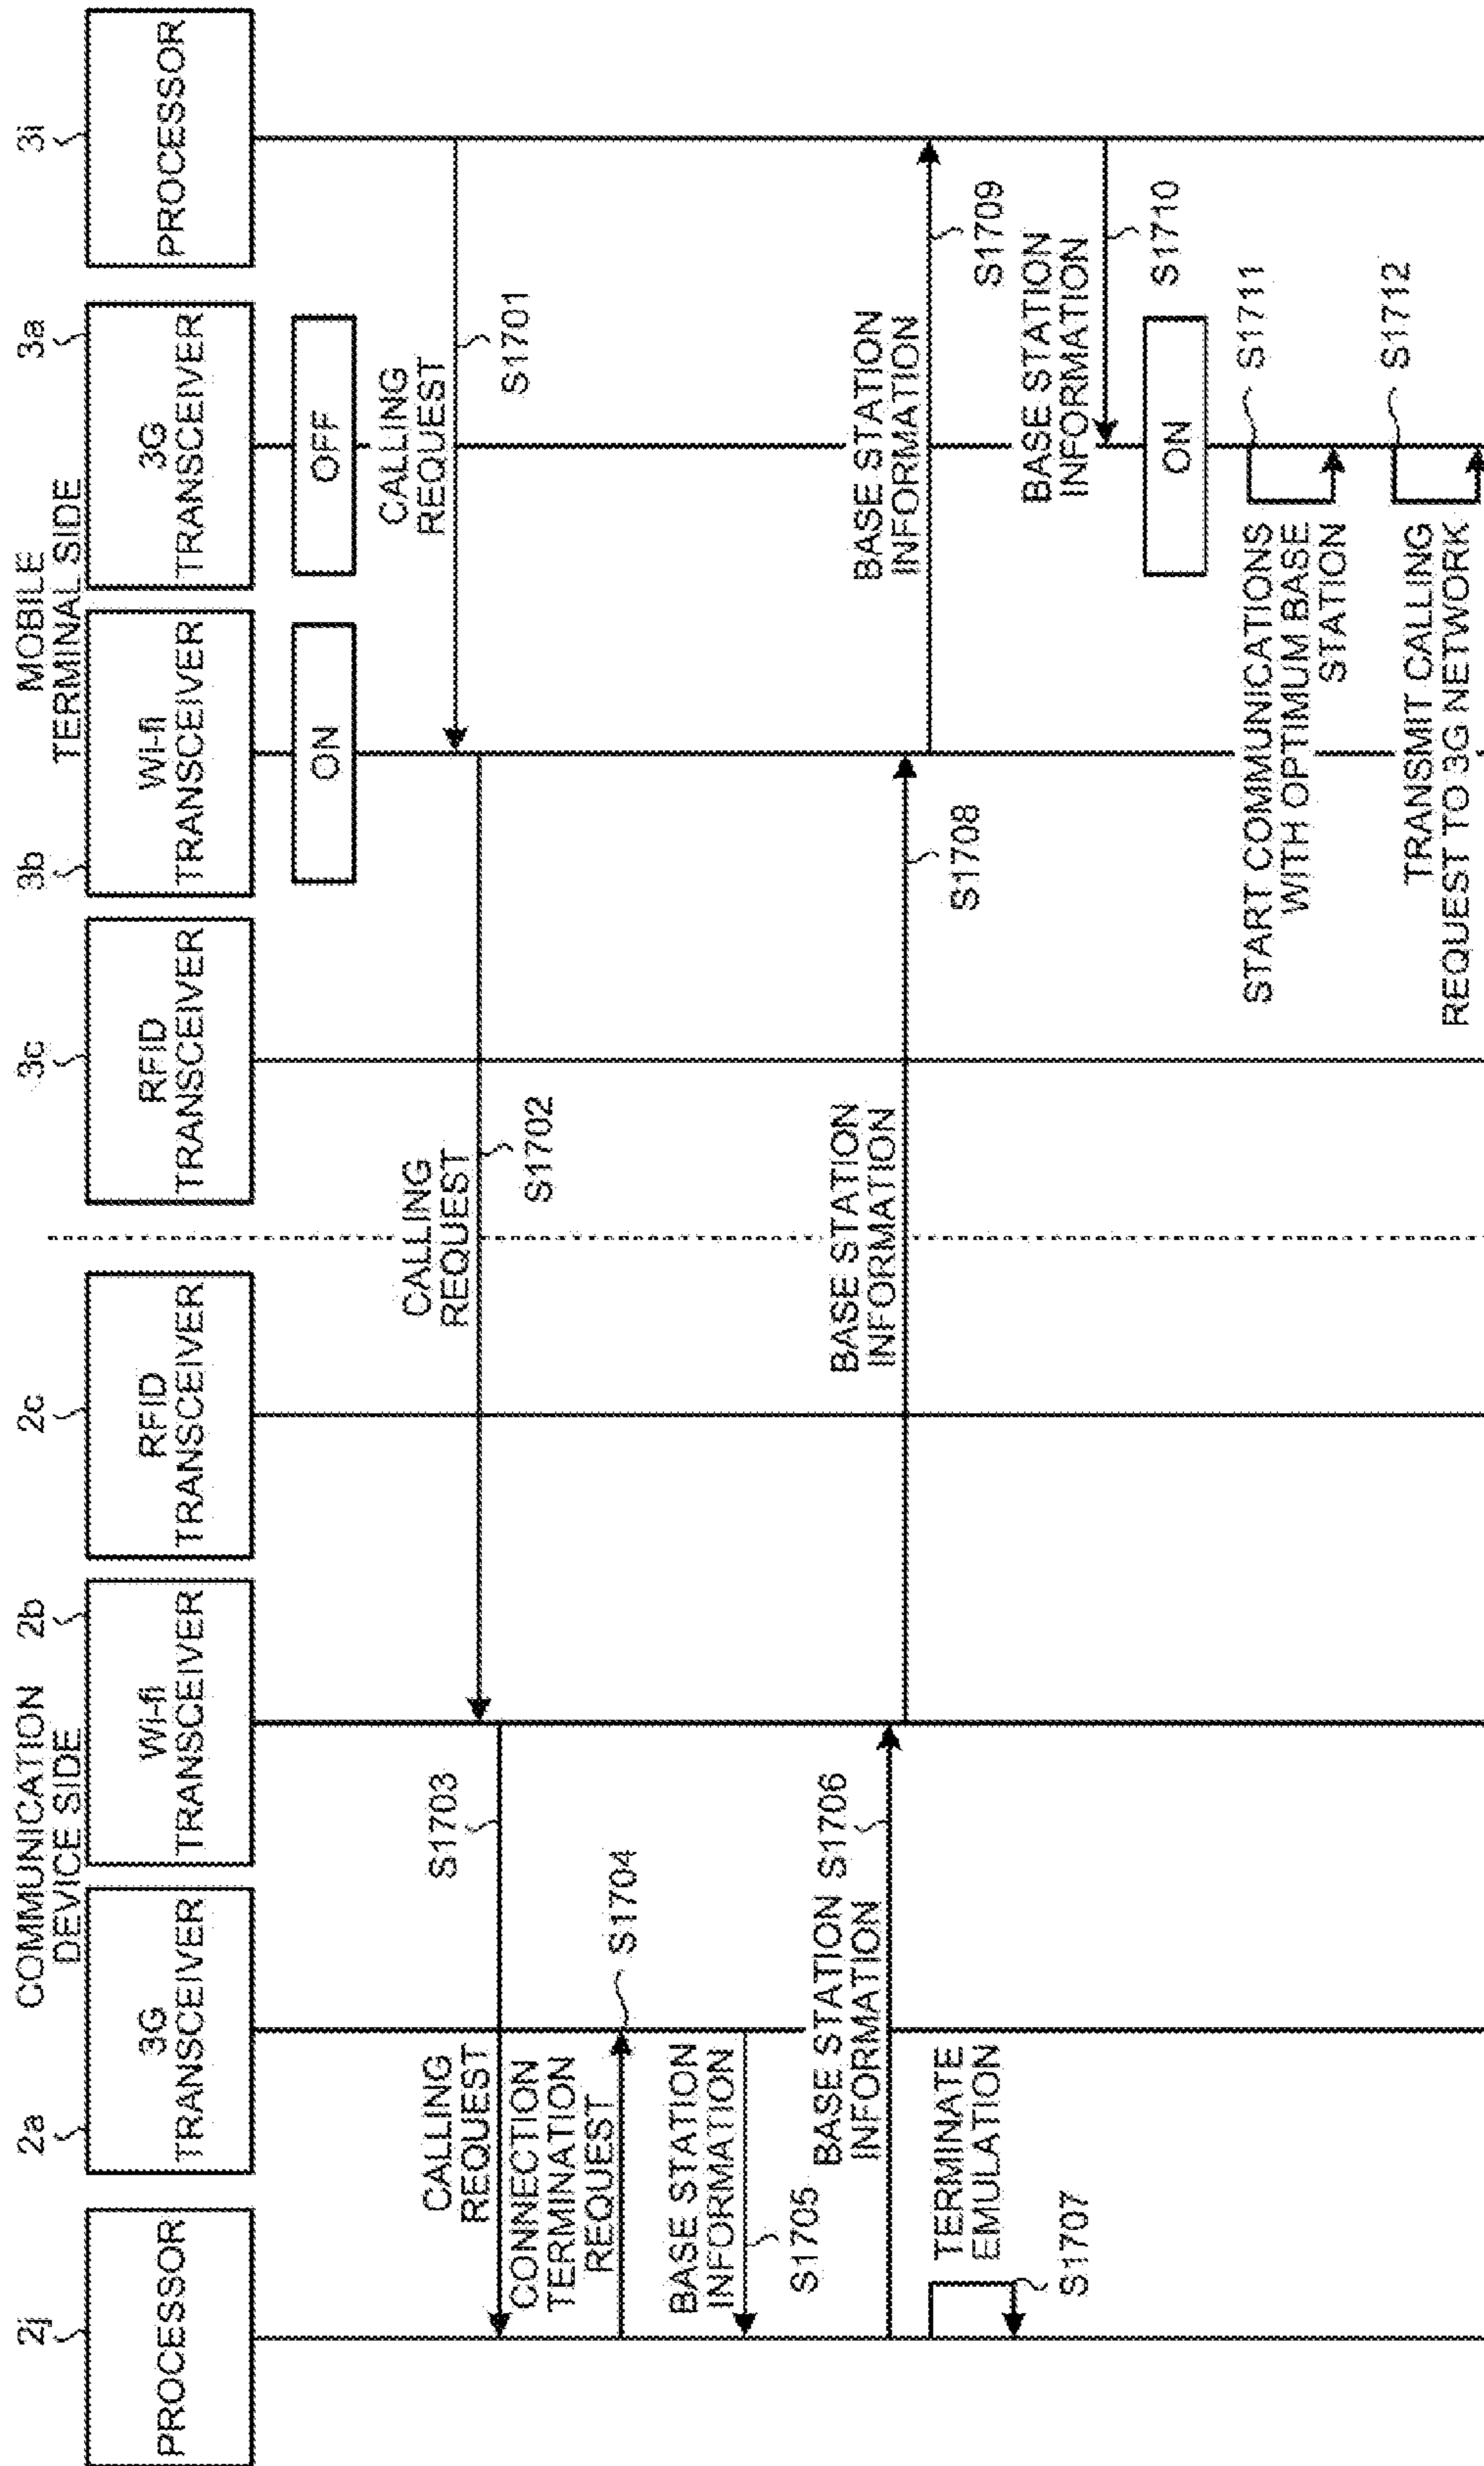 COMMUNICATION
DEVICE SIDE
MOBILE
TERMINAL SIDE
2j
2a
2b
2c
3c
3b
3a
3i
PROCESSOR
3G
TRANSCEIVER
Wi-fi
TRANSCEIVER
RFID
TRANSCEIVER
RFID
TRANSCEIVER
Wi-fi
TRANSCEIVER
3G
TRANSCEIVER
PROCESSOR
ON
OFF
CALLING
REQUEST
S1701
CALLING
REQUEST
S1702
CALLING
REQUEST
S1703
CONNECTION
TERMINATION
REQUEST
S1704
BASE STATION
INFORMATION
S1705
BASE STATION
INFORMATION
S1706
TERMINATE
EMULATION
S1707
BASE STATION
INFORMATION
S1708
BASE STATION
INFORMATION
S1709
BASE STATION
INFORMATION
S1710
ON
START COMMUNICATIONS
WITH OPTIMUM BASE
STATION
S1711
TRANSMIT CALLING
REQUEST TO 3G NETWORK
S1712